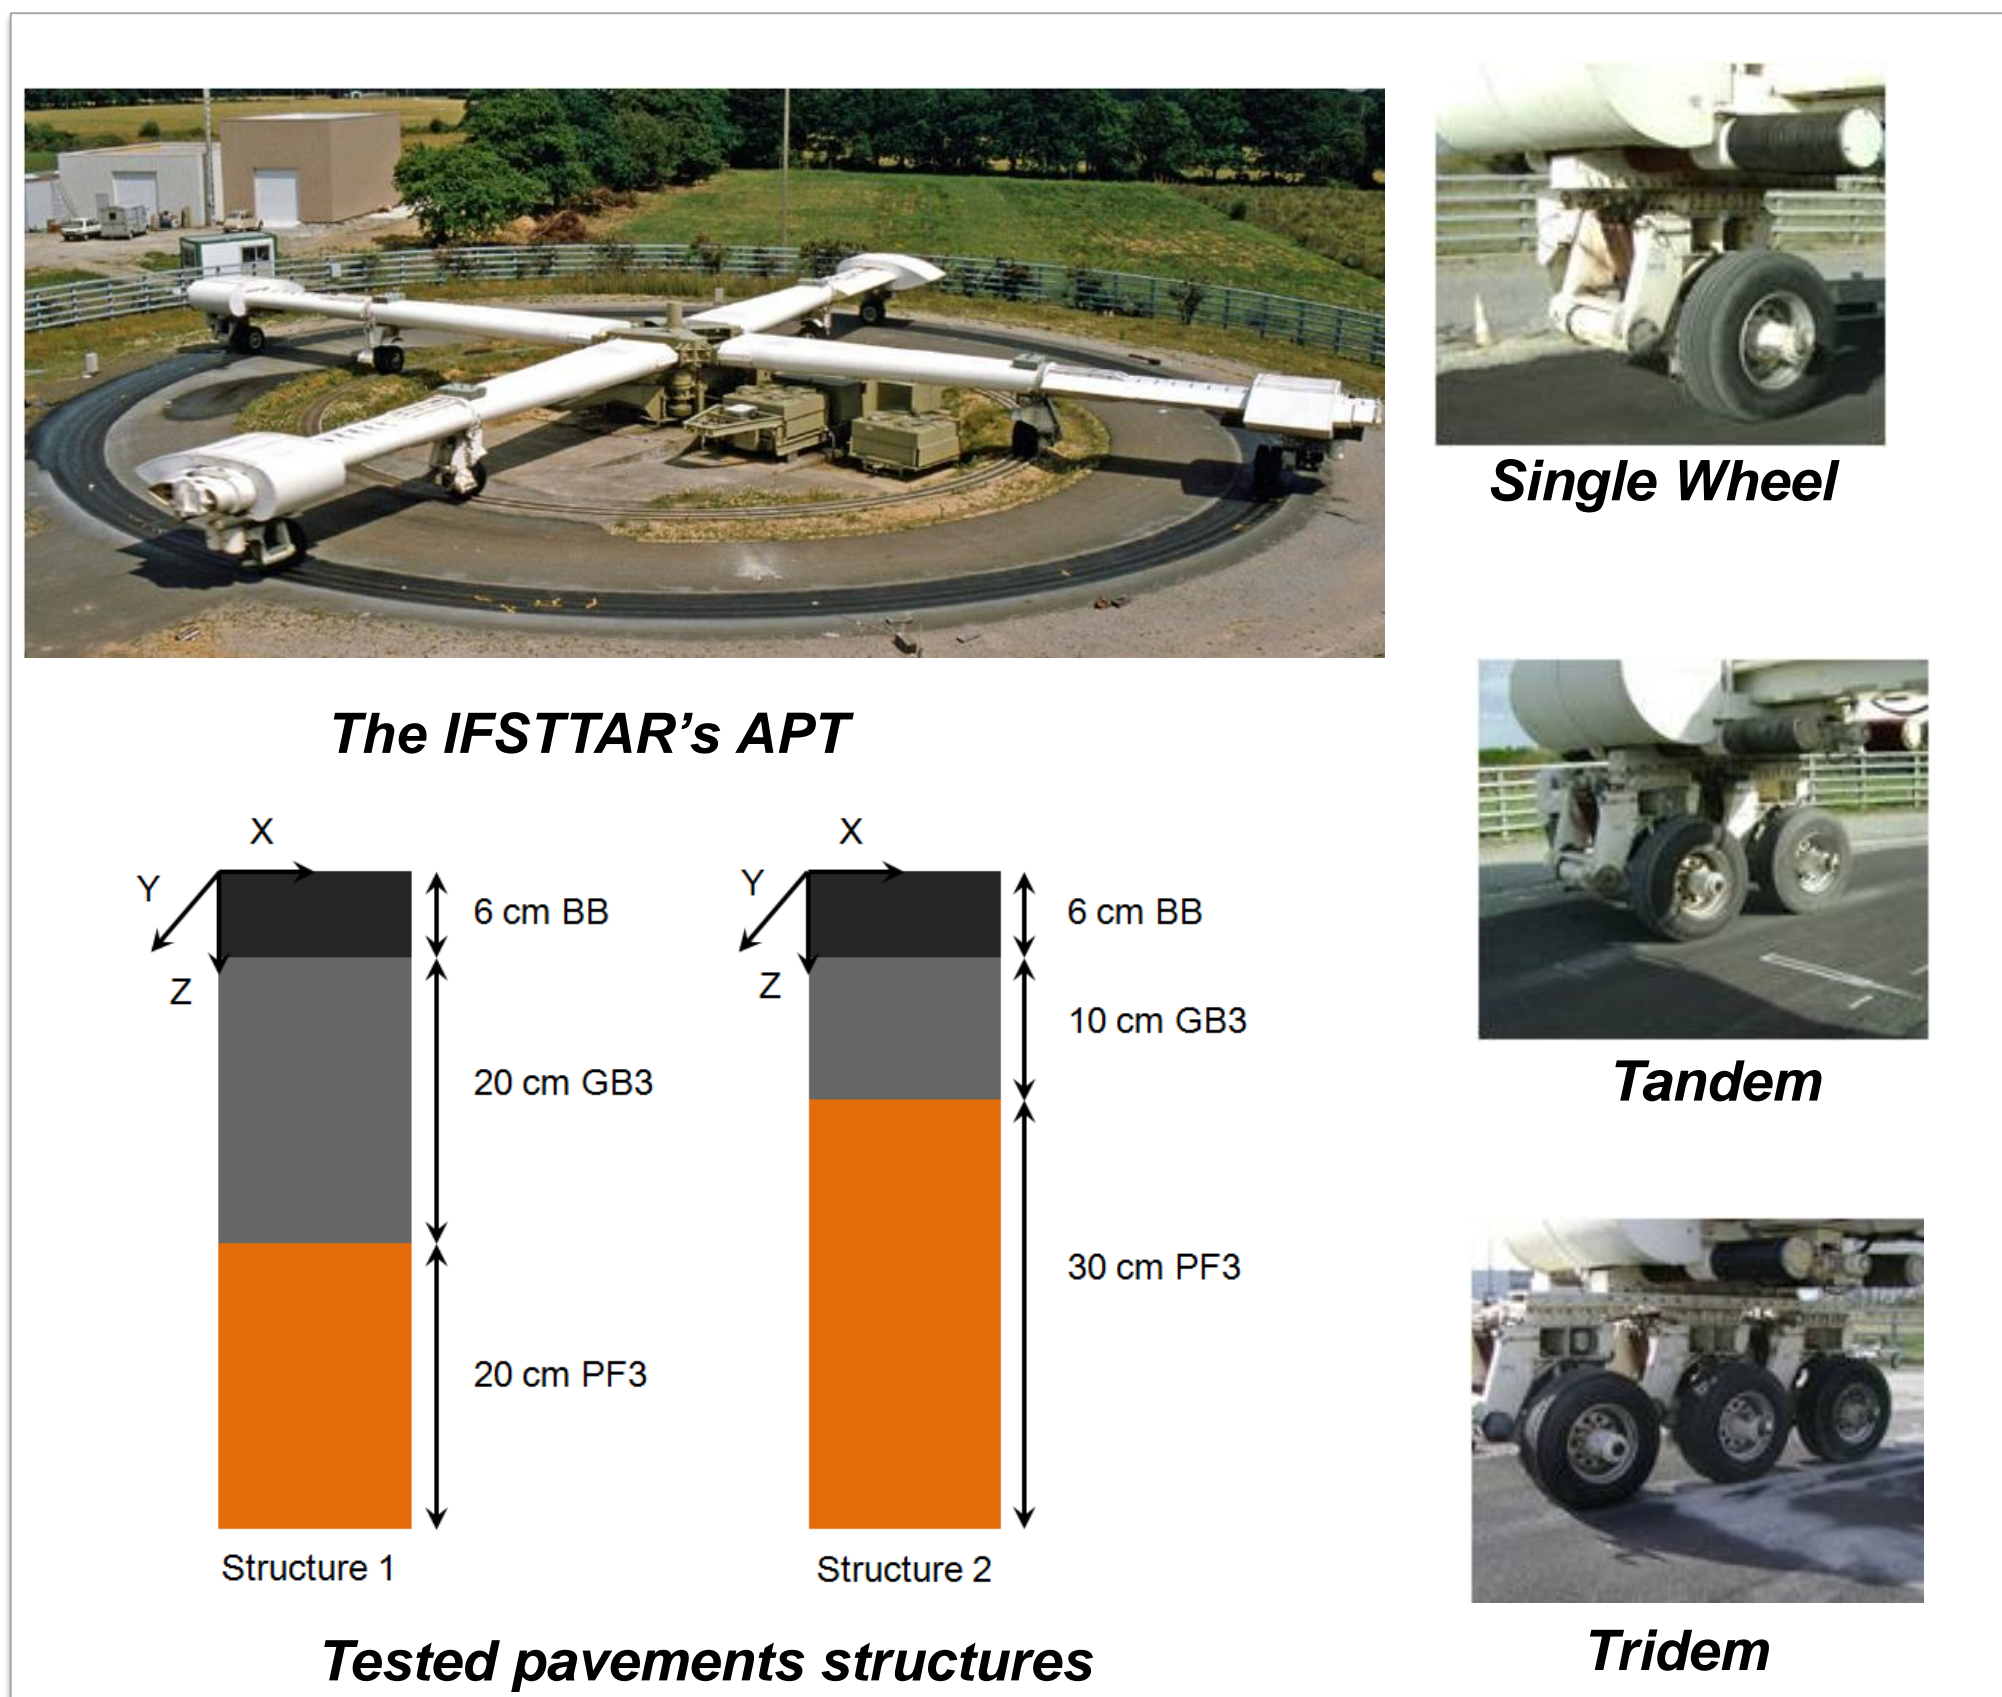 Single Wheel
The IFSTTAR's APT
X
Y
Z
6 cm BB
20 cm GB3
20 cm PF3
Structure 1
X
Y
Z
6 cm BB
10 cm GB3
30 cm PF3
Structure 2
Tested pavements structures
Tandem
Tridem